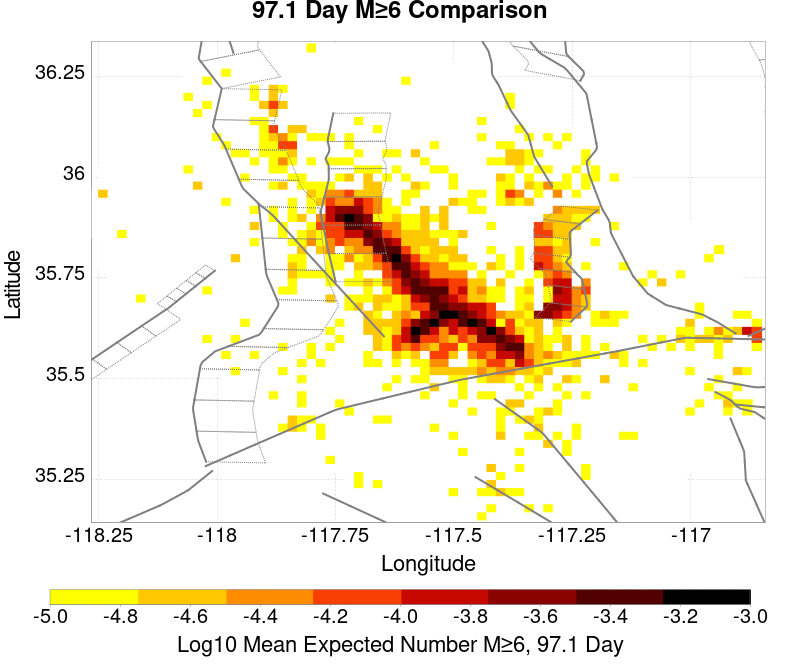 97.1 Day M≥6 Comparison
36.25
36
35.75
35.5
35.25
Latitude
-118.25 -118 -117.75 -117.5 -117.25 -117
Longitude
-5.0 -4.8 -4.6 -4.4 -4.2 -4.0 -3.8 -3.6 -3.4 -3.2 -3.0
Log10 Mean Expected Number M≥6, 97.1 Day